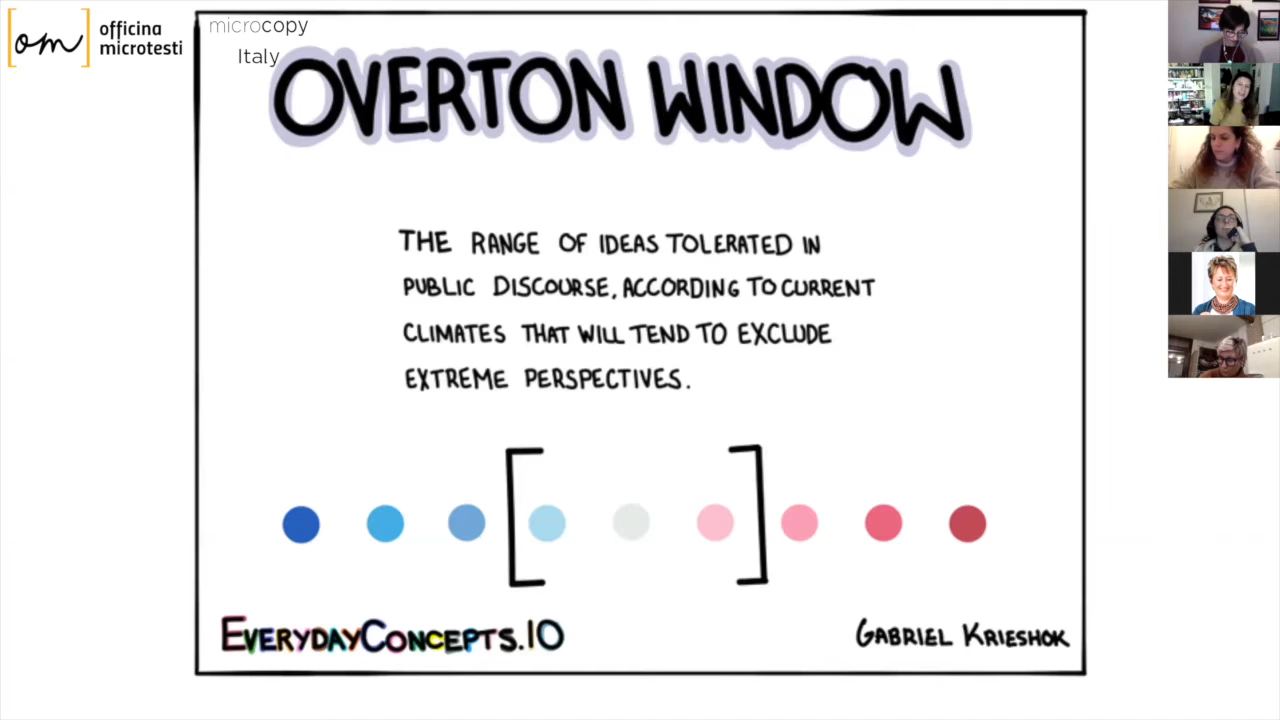 om
officina
microtesti
microcopy
Italy
OVERTON WINDOW
THE RANGE OF IDEAS TOLERATED IN
PUBLIC DISCOURSE, ACCORDING TO CURRENT
CLIMATES THAT WILL TEND TO EXCLUDE
EXTREME PERSPECTIVES.
EVERYDAYCONCEPTS.IO
GABRIEL KRIESHOK